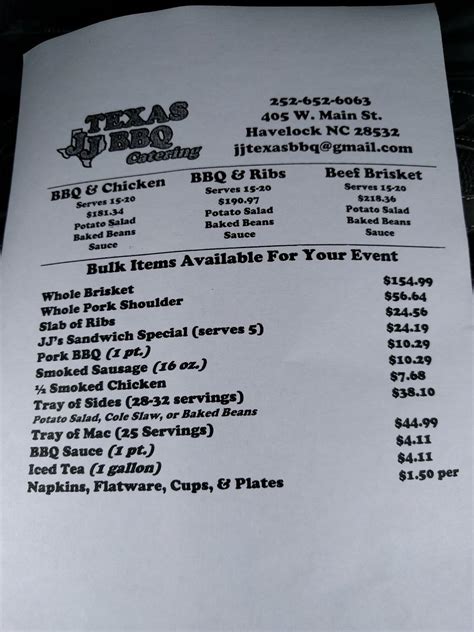 TEXAS
JJ BBQ
Catering
252-652-6063
405 W. Main St.
Havelock NC 28532
jjtexasbbq@gmail.com
BBQ & Chicken
Serves 15-20
$181.34
Potato Salad
Baked Beans
Sauce
BBQ & Ribs
Serves 15-20
$190.97
Potato Salad
Baked Beans
Sauce
Beef Brisket
Serves 15-20
$218.36
Potato Salad
Baked Beans
Sauce
Bulk Items Available For Your Event
Whole Brisket $154.99
Whole Pork Shoulder $56.64
Slab of Ribs $24.56
JJ's Sandwich Special (serves 5) $24.19
Pork BBQ (1 pt.) $10.29
Smoked Sausage (16 oz.) $10.29
½ Smoked Chicken $7.68
Tray of Sides (28-32 servings) $38.10
Potato Salad, Cole Slaw, or Baked Beans
Tray of Mac (25 Servings) $44.99
BBQ Sauce (1 pt.) $4.11
Iced Tea (1 gallon) $4.11
Napkins, Flatware, Cups, & Plates $1.50 per